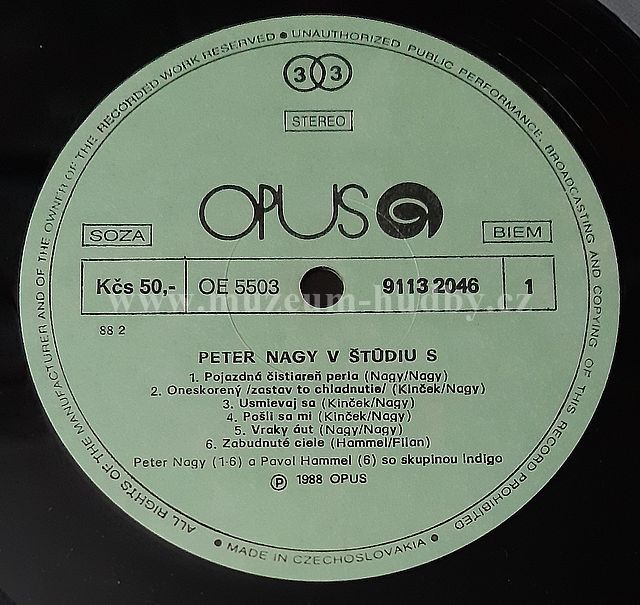 ALL RIGHTS OF THE MANUFACTURER AND OF THE OWNER OF THE RECORDED WORK RESERVED • UNAUTHORIZED PUBLIC PERFORMANCE, BROADCASTING AND COPYING OF THIS RECORD PROHIBITED
33
STEREO
OPUS
SOZA BIEM
Kčs 50,- OE 5503 9113 2046 1
www.muzeum-hudby.cz
88 2
PETER NAGY V ŠTÚDIU S
1. Pojazdná čistiareň perla (Nagy/Nagy)
2. Oneskorený /zastav to chladnutie/ (Kinček/Nagy)
3. Usmievaj sa (Kinček/Nagy)
4. Pošli sa mi (Kinček/Nagy)
5. Vraky áut (Nagy/Nagy)
6. Zabudnuté ciele (Hammel/Filan)
Peter Nagy (1-6) a Pavol Hammel (6) so skupinou Indigo
Ⓟ 1988 OPUS
• MADE IN CZECHOSLOVAKIA •